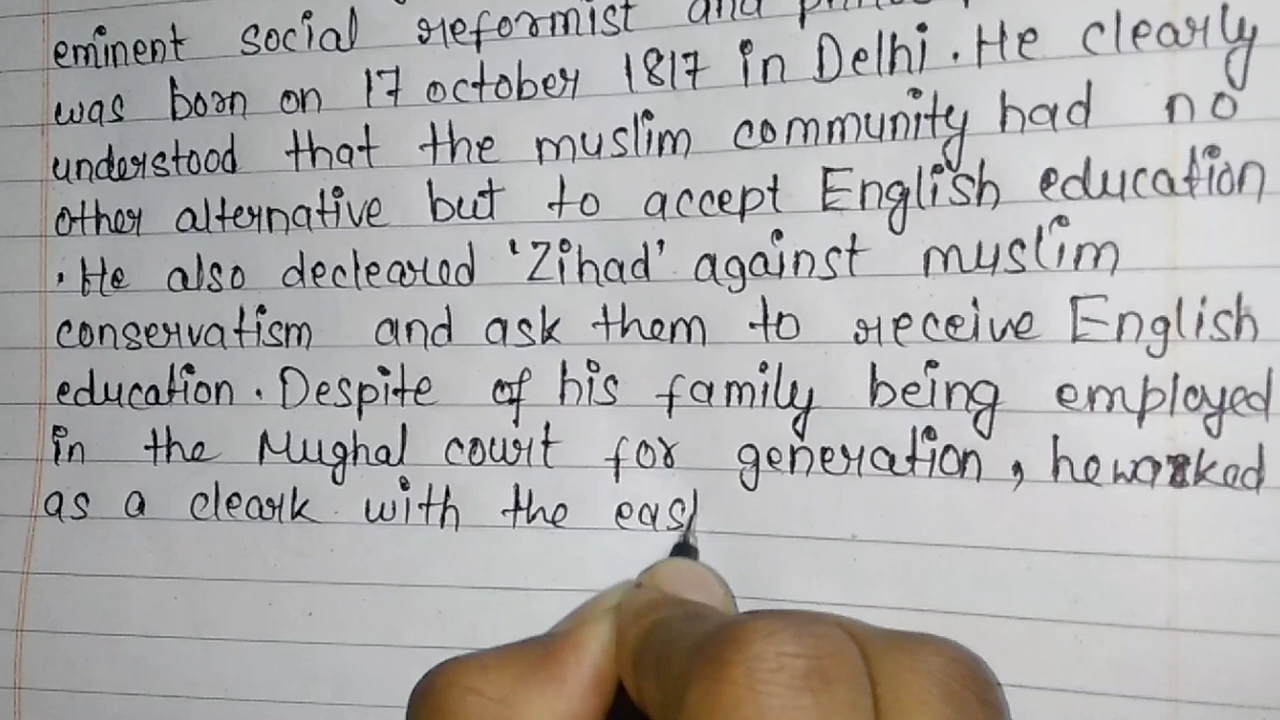 eminent social reformist and
was born on 17 october 1817 in Delhi. He clearly
understood that the muslim community had no
other alternative but to accept English education
. He also decleared 'Zihad' against muslim
conservatism and ask them to receive English
education. Despite of his family being employed
in the Mughal court for generation, he worked
as a cleark with the eas